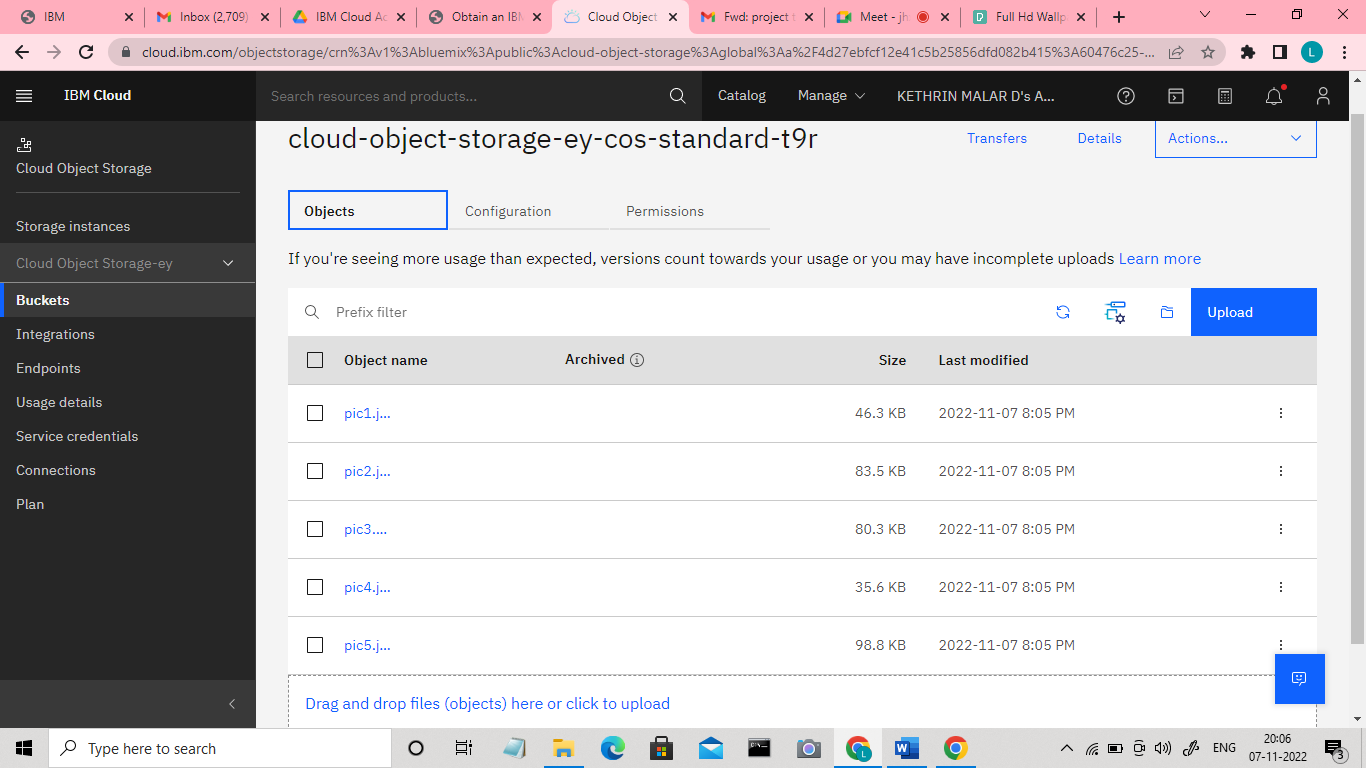 IBM
Inbox (2,709)
IBM Cloud Ac
Obtain an IBM
Cloud Object
Fwd: project t
Meet - jh
Full Hd Wallp
cloud.ibm.com/objectstorage/crn%3Av1%3Abluemix%3Apublic%3Acloud-object-storage%3Aglobal%3Aa%2F4d27ebfcf12e41c5b25856dfd082b415%3A60476c25-...
L
IBM Cloud
Search resources and products...
Catalog
Manage
KETHRIN MALAR D's A...
Cloud Object Storage
Storage instances
Cloud Object Storage-ey
Buckets
Integrations
Endpoints
Usage details
Service credentials
Connections
Plan
cloud-object-storage-ey-cos-standard-t9r
Transfers
Details
Actions...
Objects
Configuration
Permissions
If you're seeing more usage than expected, versions count towards your usage or you may have incomplete uploads Learn more
Prefix filter
Upload
Object name Archived Size Last modified
pic1.j... 46.3 KB 2022-11-07 8:05 PM
pic2.j... 83.5 KB 2022-11-07 8:05 PM
pic3.... 80.3 KB 2022-11-07 8:05 PM
pic4.j... 35.6 KB 2022-11-07 8:05 PM
pic5.j... 98.8 KB 2022-11-07 8:05 PM
Drag and drop files (objects) here or click to upload
Type here to search
L
ENG
20:06
07-11-2022
3